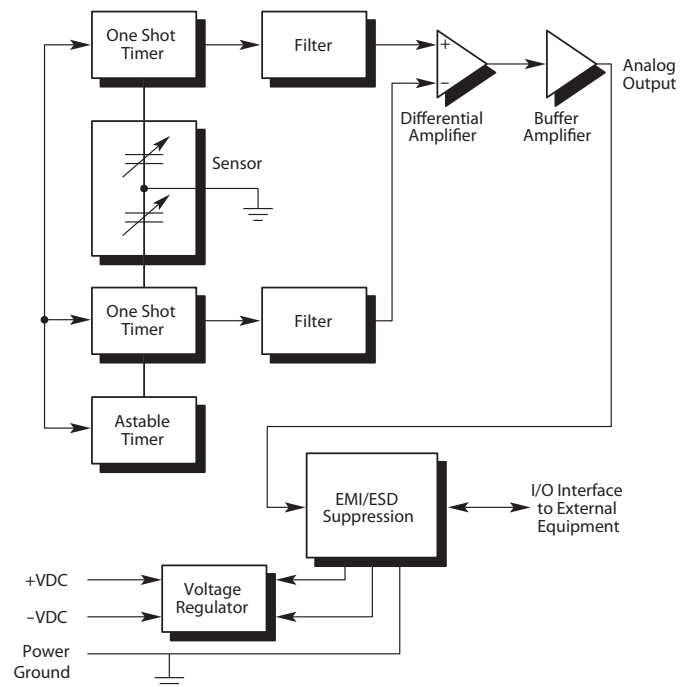 One Shot
Timer
Filter
+
−
Differential
Amplifier
Buffer
Amplifier
Analog
Output
Sensor
One Shot
Timer
Filter
Astable
Timer
EMI/ESD
Suppression
I/O Interface
to External
Equipment
+VDC
–VDC
Voltage
Regulator
Power
Ground